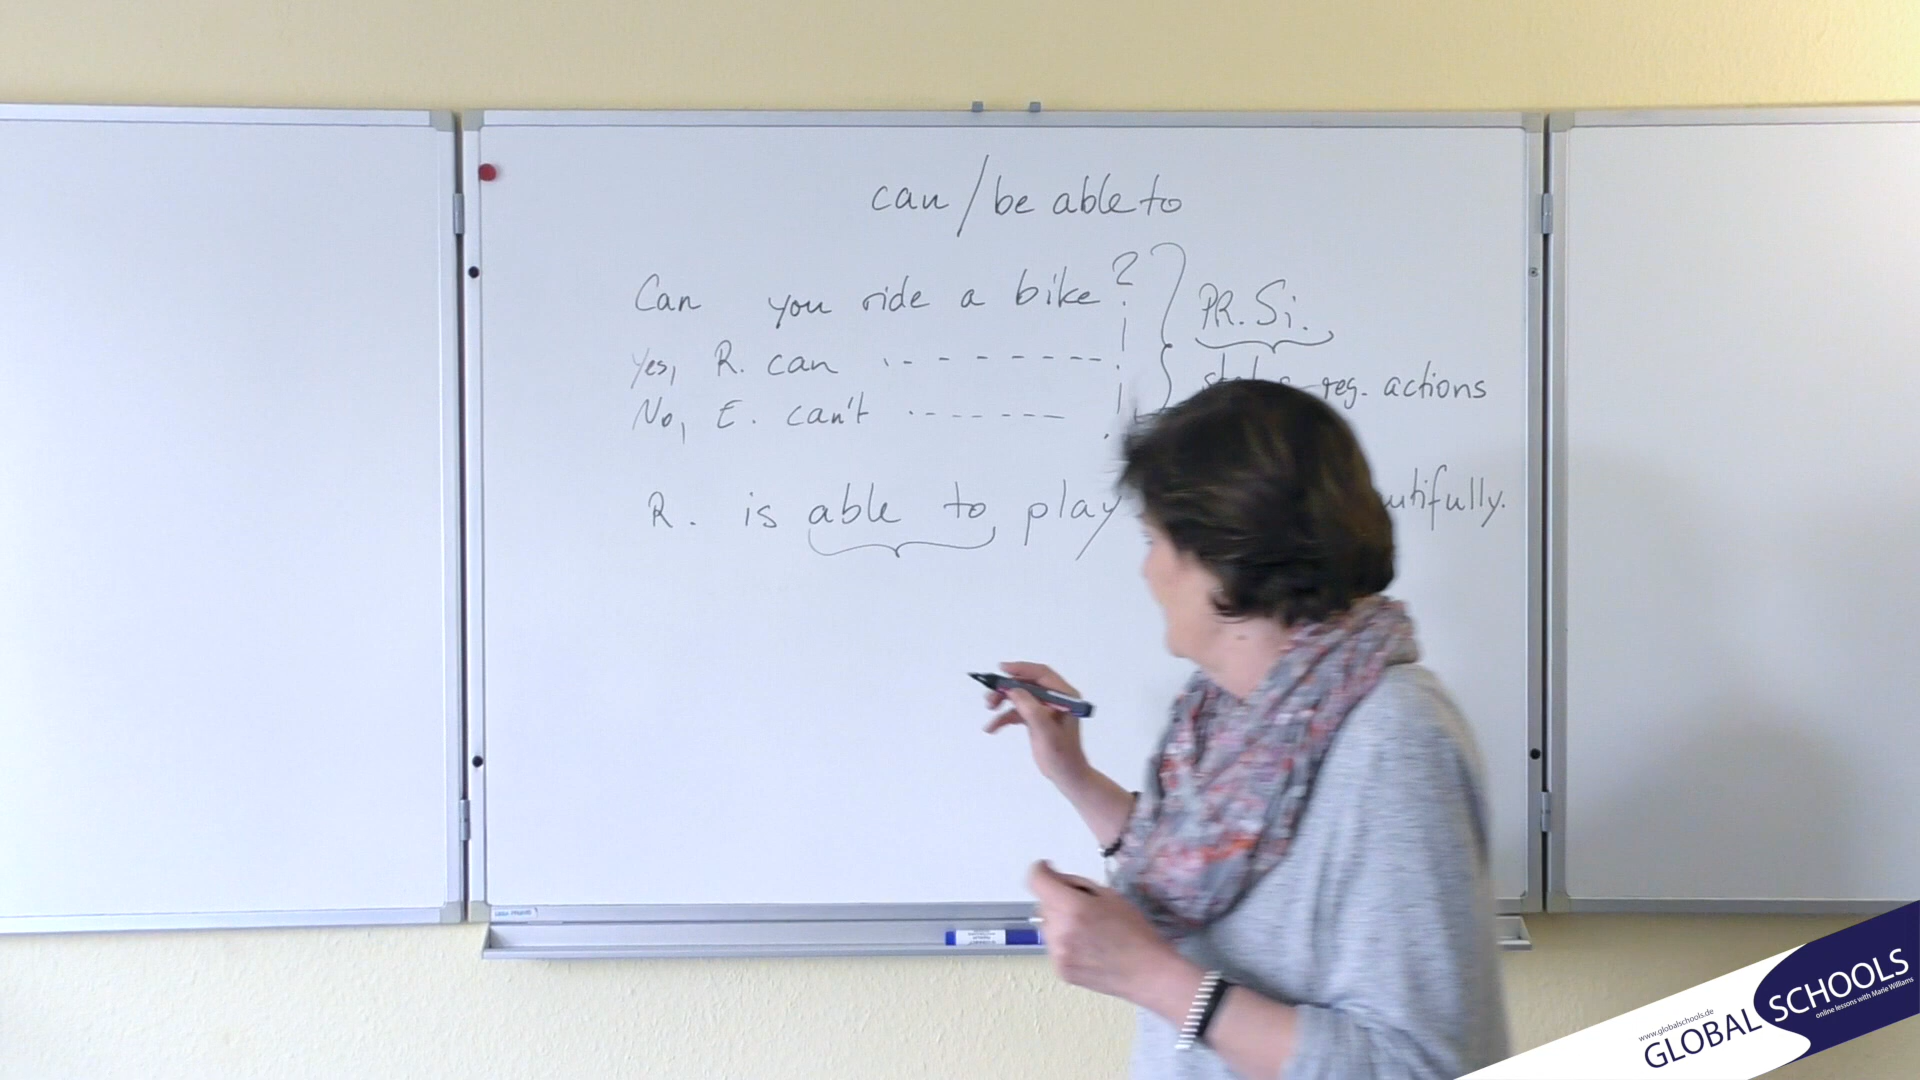 can / be able to
Can you ride a bike?
PR. Si.
Yes, R. can
reg. actions
No, E. can't
R. is able to play
www.globalschools.de
GLOBAL SCHOOLS
online lessons with Marie Williams